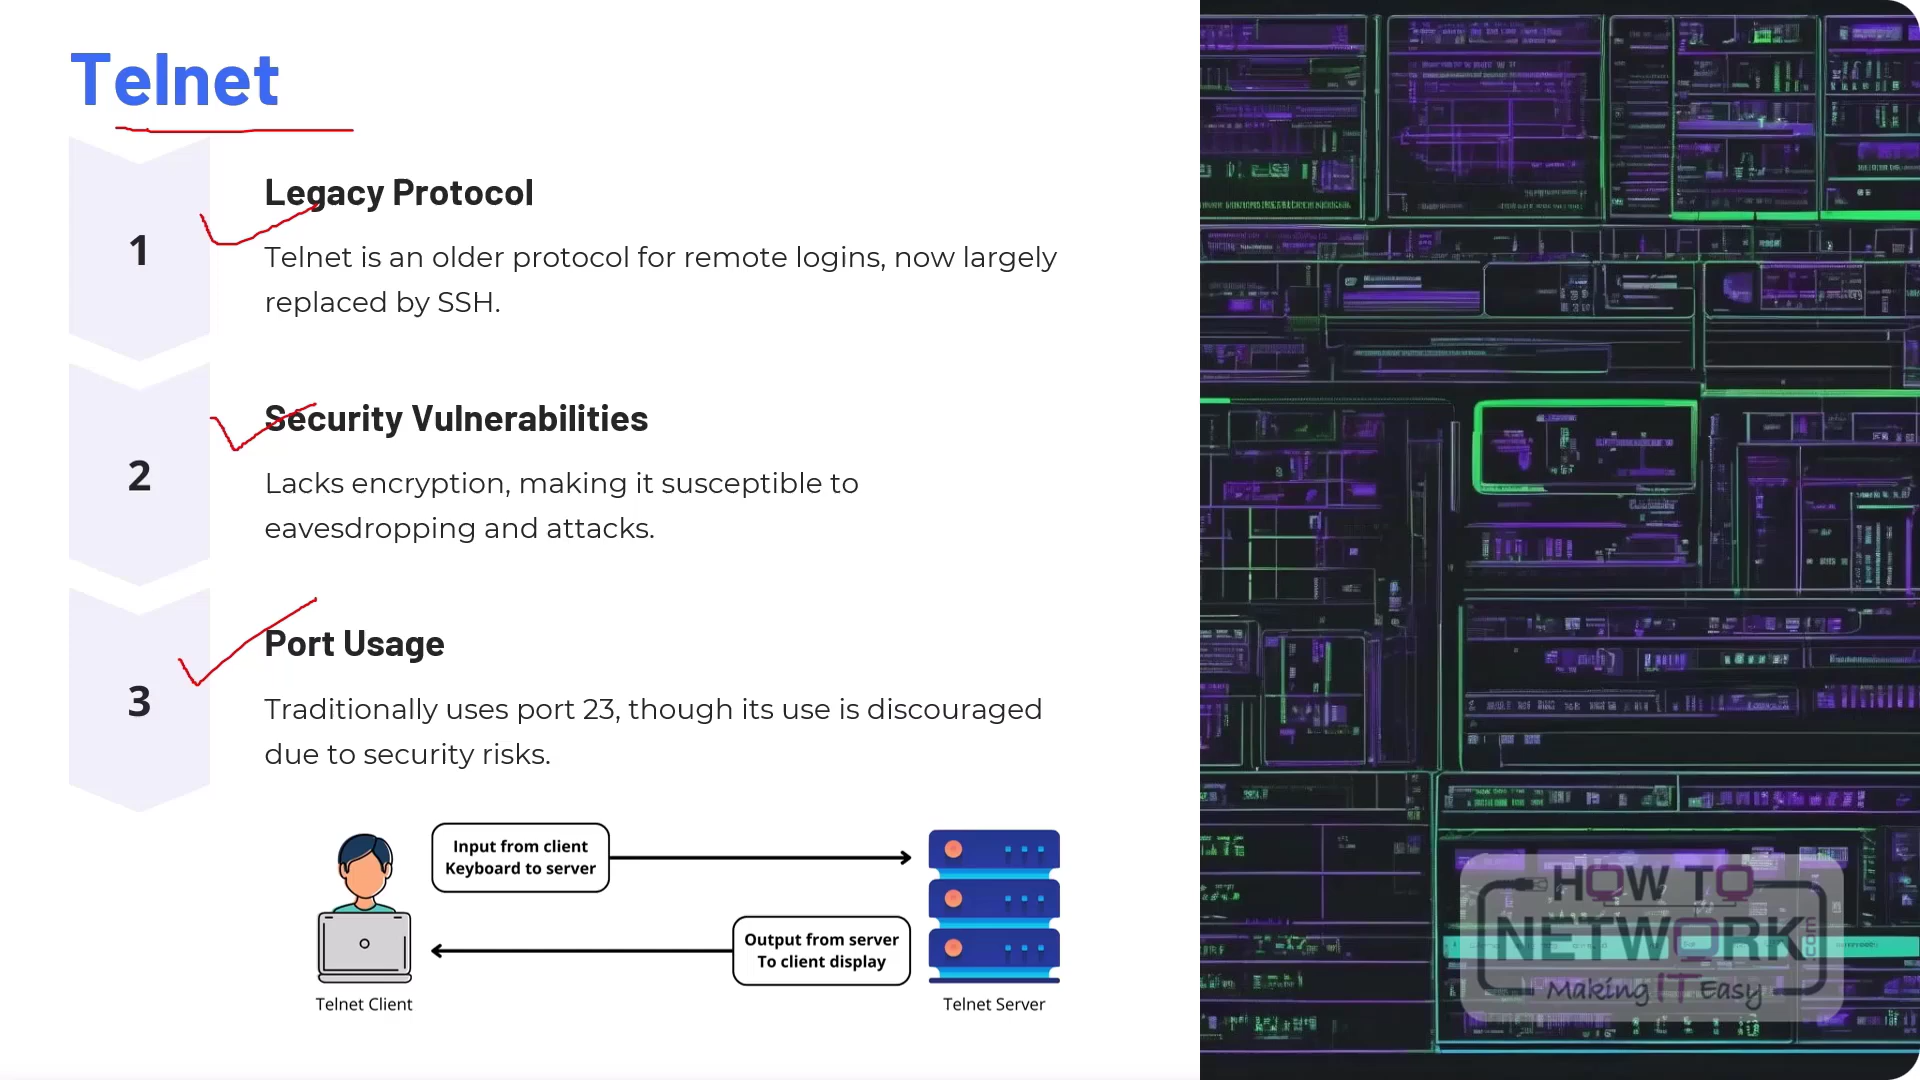 Telnet
1
Legacy Protocol
Telnet is an older protocol for remote logins, now largely
replaced by SSH.
2
Security Vulnerabilities
Lacks encryption, making it susceptible to
eavesdropping and attacks.
3
Port Usage
Traditionally uses port 23, though its use is discouraged
due to security risks.
Input from client
Keyboard to server
Output from server
To client display
Telnet Client
Telnet Server
HOW TO
NETWORK.com
Making IT Easy